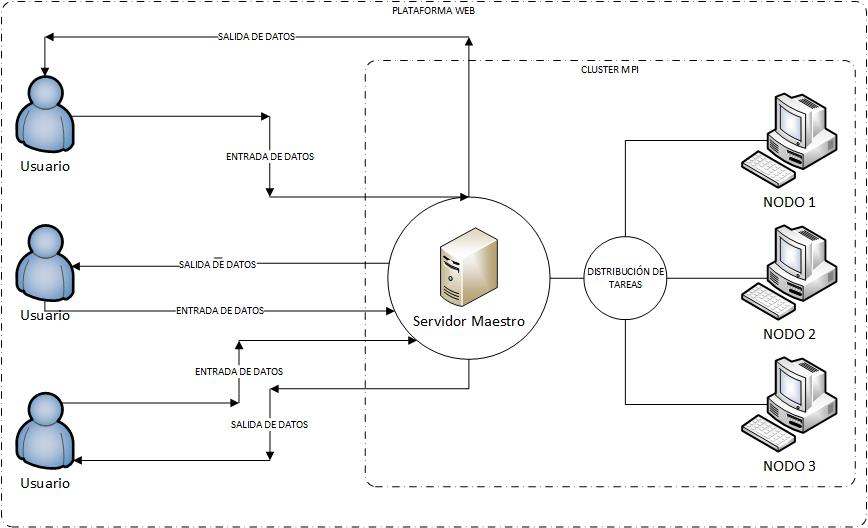 PLATAFORMA WEB
SALIDA DE DATOS
CLUSTER MPI
Usuario
ENTRADA DE DATOS
NODO 1
SALIDA DE DATOS
Usuario
ENTRADA DE DATOS
Servidor Maestro
DISTRIBUCIÓN DE
TAREAS
NODO 2
ENTRADA DE DATOS
SALIDA DE DATOS
Usuario
NODO 3